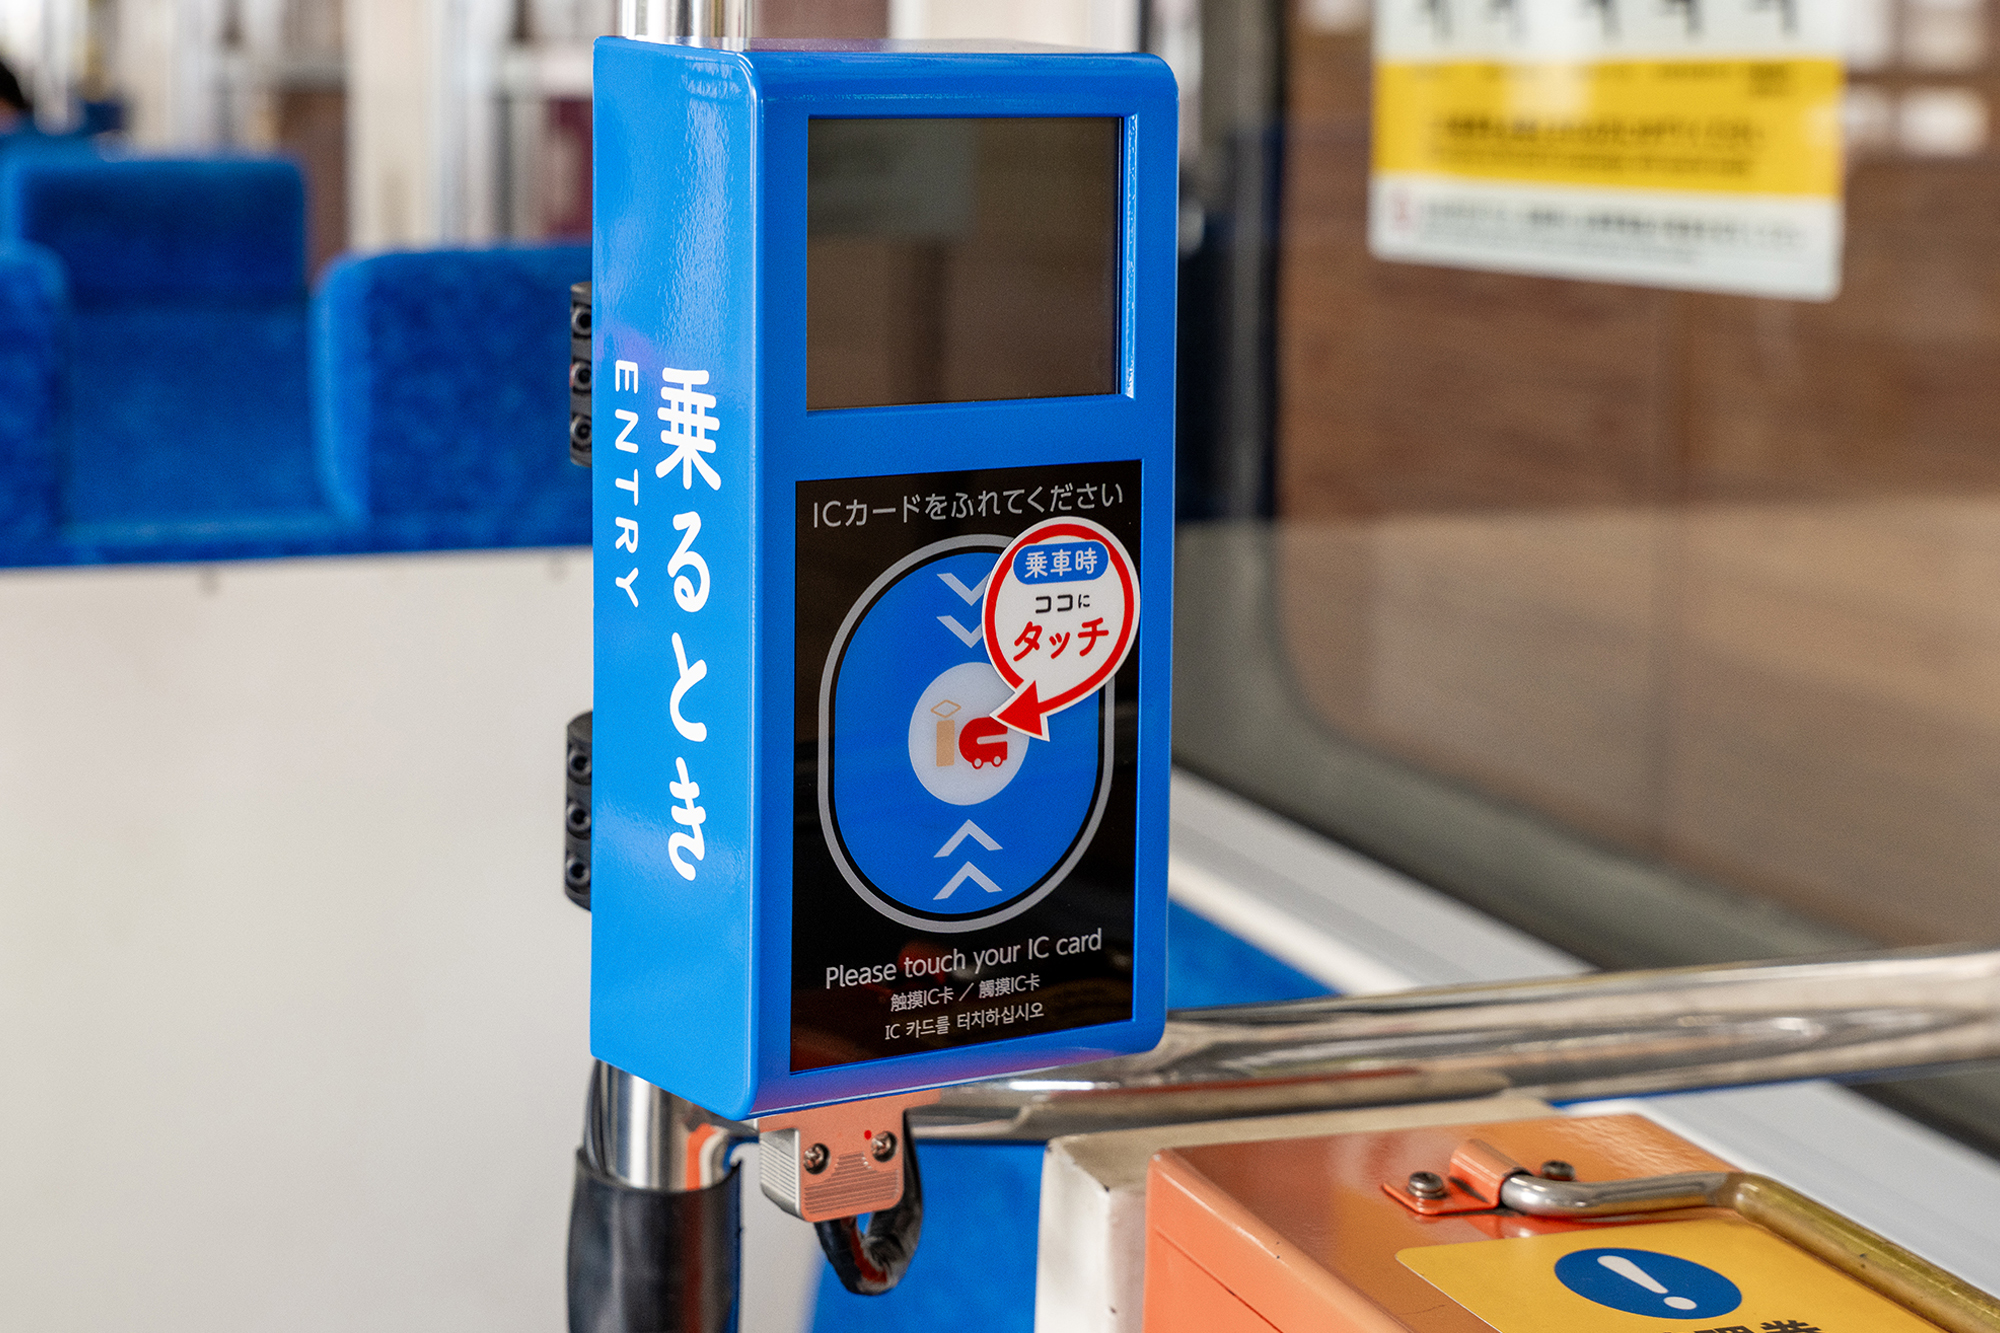 乗るとき
ENTRY
ICカードをふれてください
乗車時
ココに
タッチ
ic
Please touch your IC card
触摸IC卡 ／ 觸摸IC卡
IC 카드를 터치하십시오